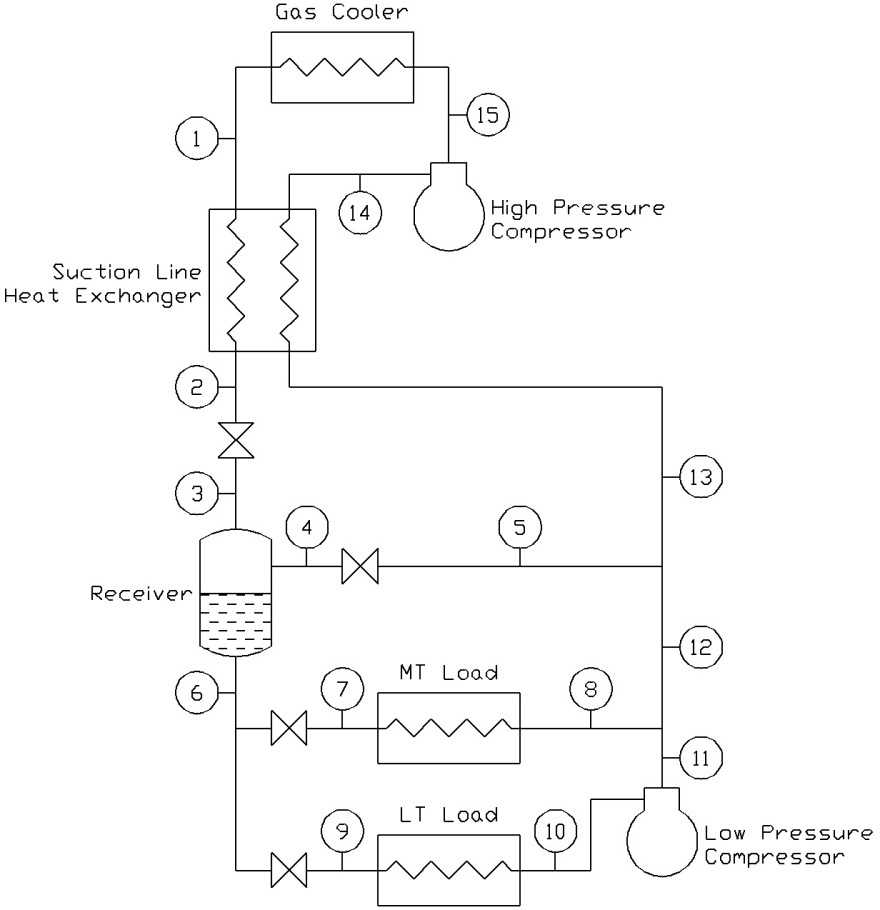 Gas Cooler
15
1
14
High Pressure
Compressor
Suction Line
Heat Exchanger
2
13
3
4
5
Receiver
12
6
MT Load
7
8
11
LT Load
9
10
Low Pressure
Compressor